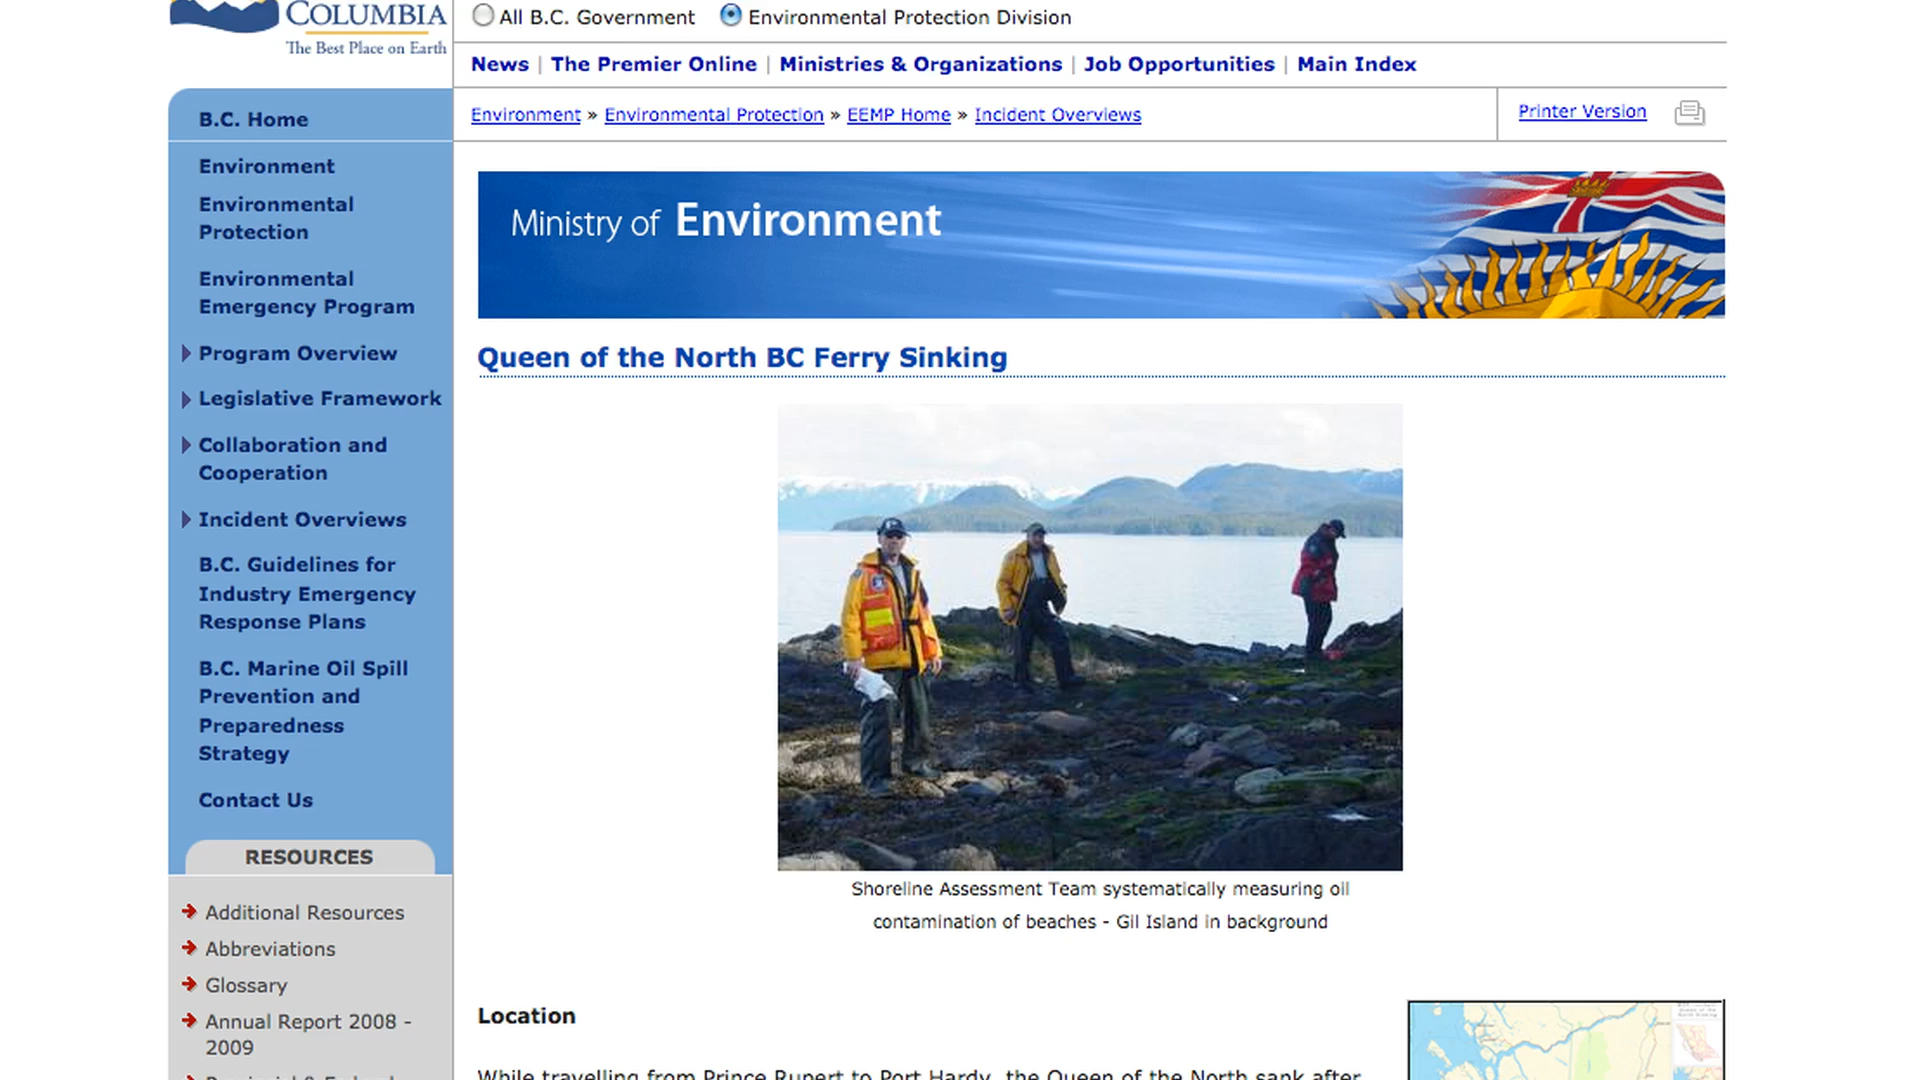 COLUMBIA
The Best Place on Earth
All B.C. Government
Environmental Protection Division
News | The Premier Online | Ministries & Organizations | Job Opportunities | Main Index
Environment » Environmental Protection » EEMP Home » Incident Overviews
Printer Version
B.C. Home
Environment
Environmental
Protection
Environmental
Emergency Program
Program Overview
Legislative Framework
Collaboration and
Cooperation
Incident Overviews
B.C. Guidelines for
Industry Emergency
Response Plans
B.C. Marine Oil Spill
Prevention and
Preparedness
Strategy
Contact Us
RESOURCES
Additional Resources
Abbreviations
Glossary
Annual Report 2008 -
2009
Ministry of Environment
Queen of the North BC Ferry Sinking
Shoreline Assessment Team systematically measuring oil
contamination of beaches - Gil Island in background
Location
While travelling from Prince Rupert to Port Hardy, the Queen of the North sank after